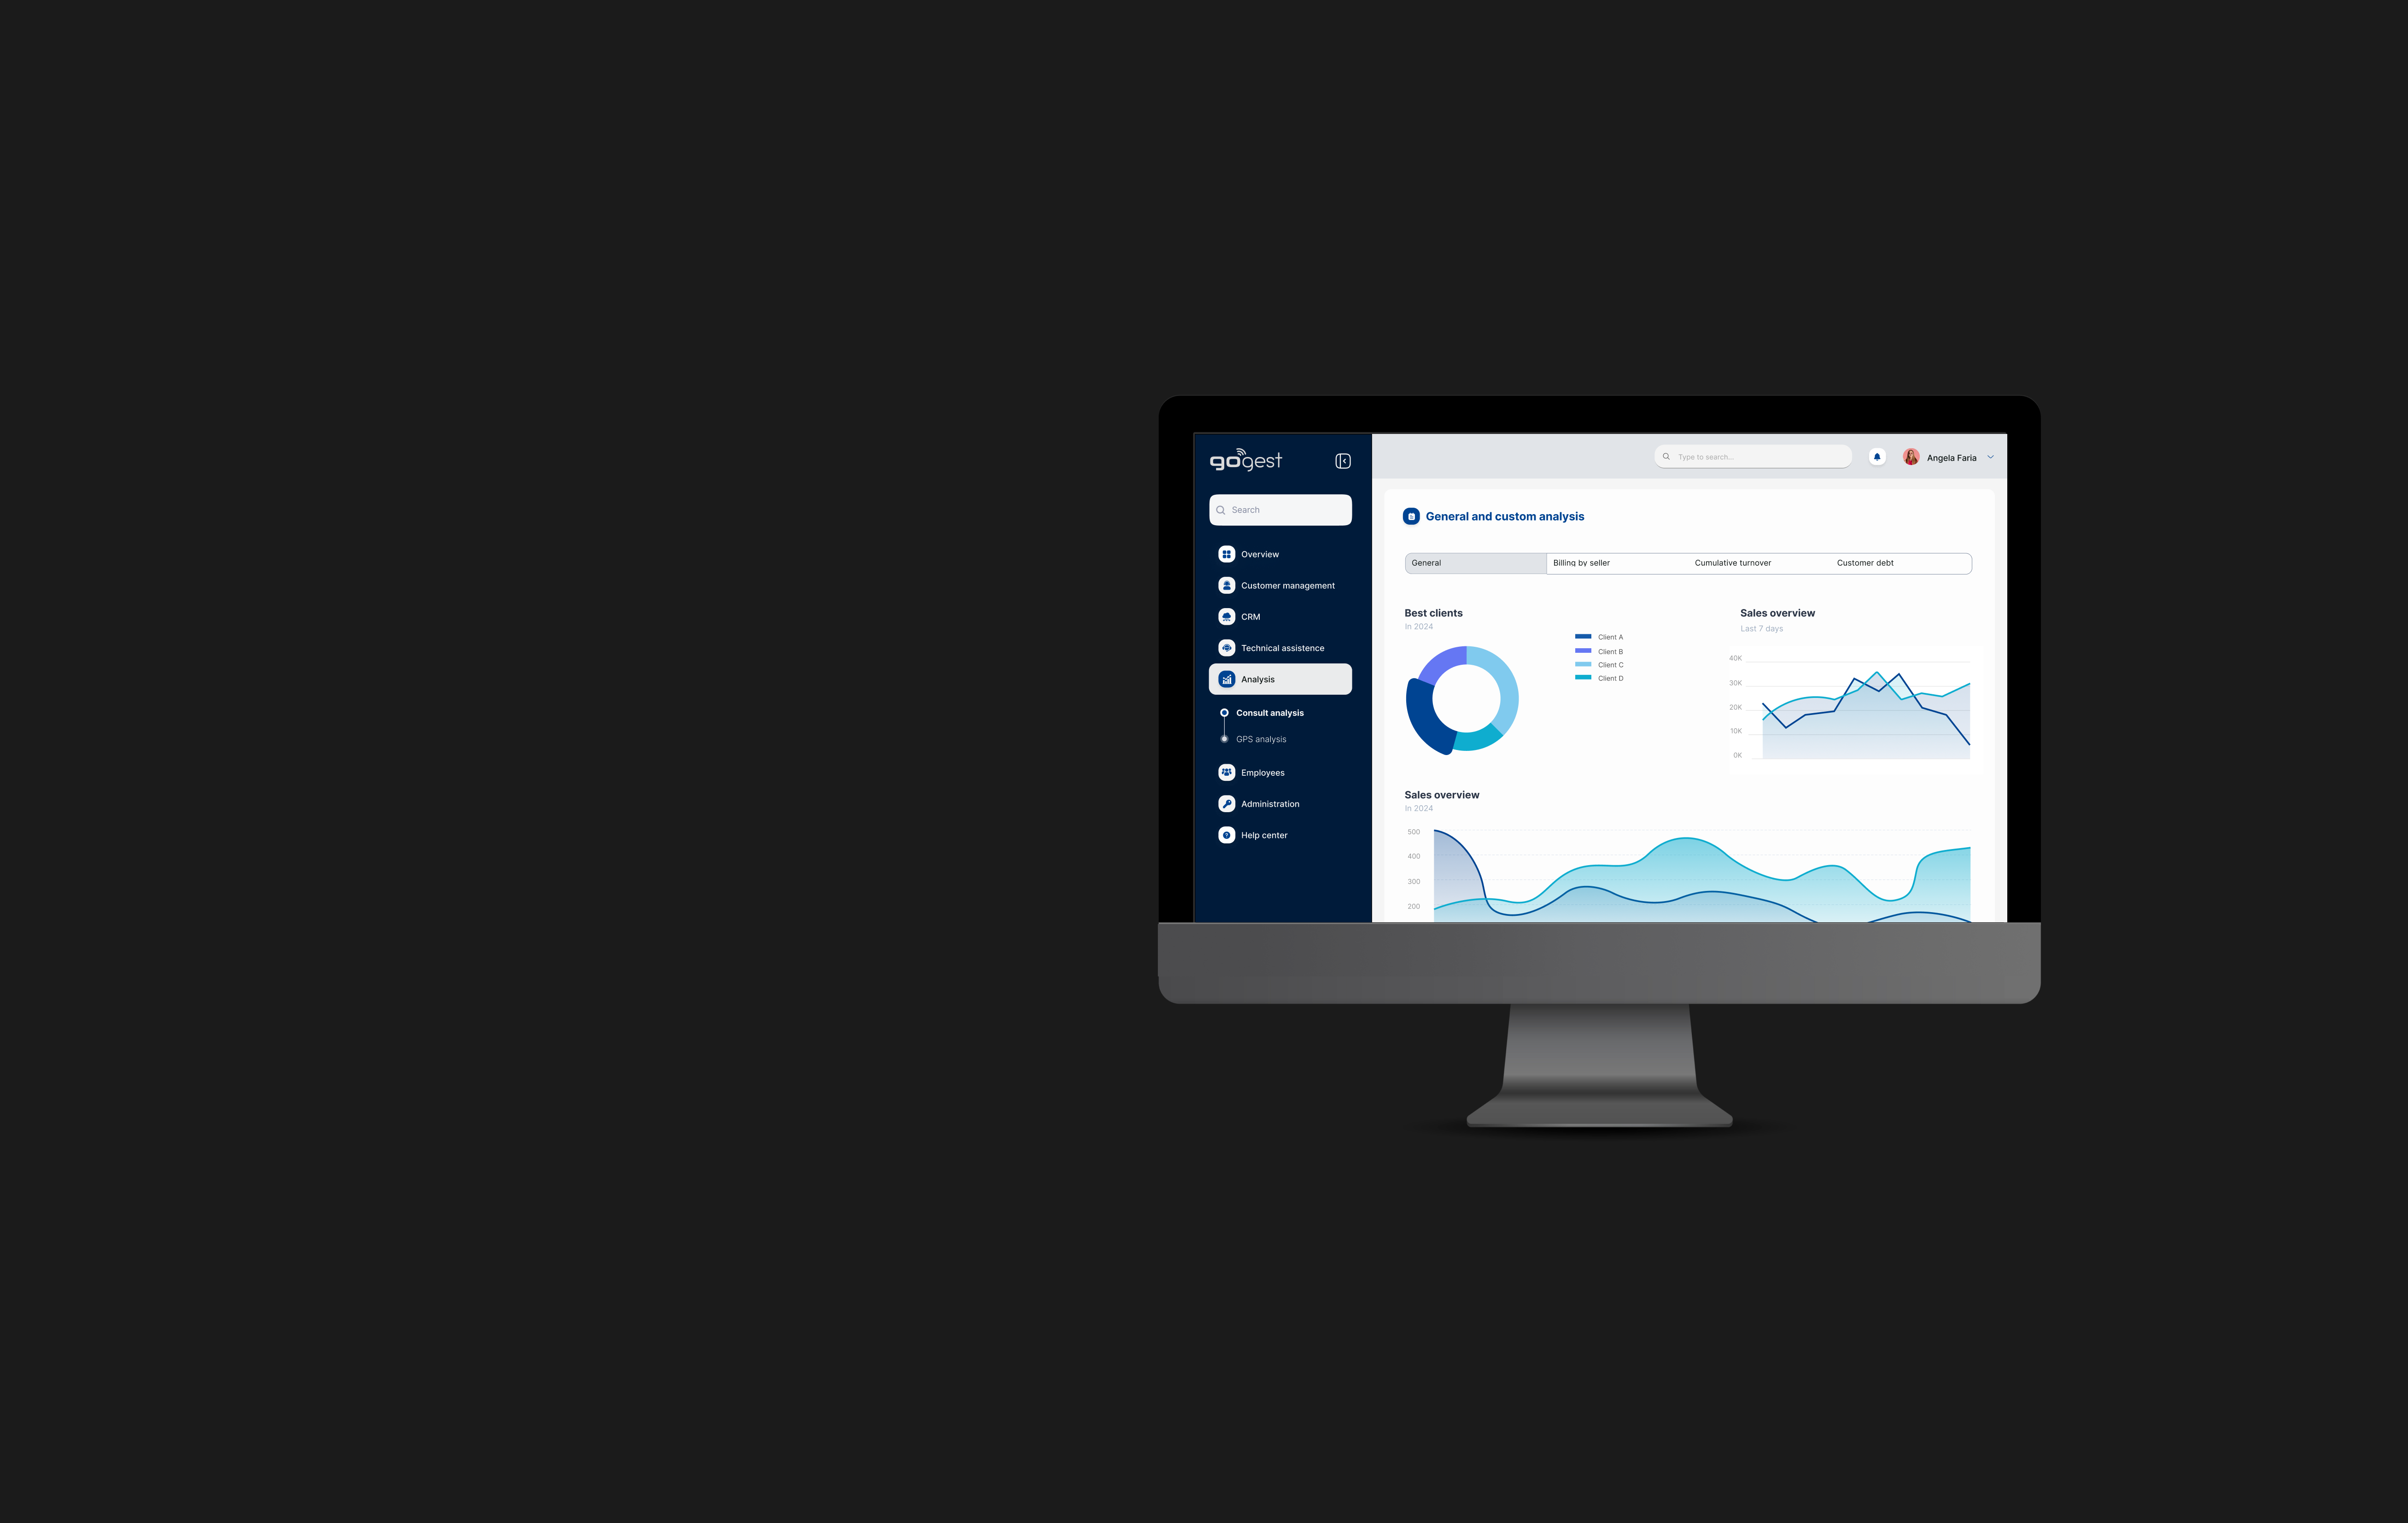 gogest
Type to search...
Angela Faria
Search
Overview
Customer management
CRM
Technical assistence
Analysis
Consult analysis
GPS analysis
Employees
Administration
Help center
General and custom analysis
General
Billing by seller
Cumulative turnover
Customer debt
Best clients
In 2024
Client A
Client B
Client C
Client D
Sales overview
Last 7 days
40K
30K
20K
10K
0K
Sales overview
In 2024
500
400
300
200